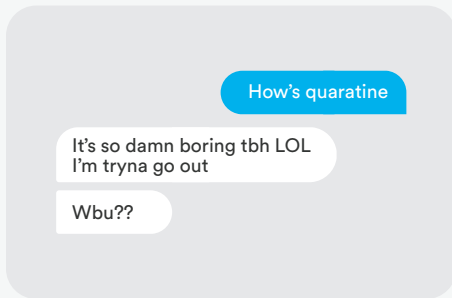 How's quaratine
It's so damn boring tbh LOL
I'm tryna go out
Wbu??